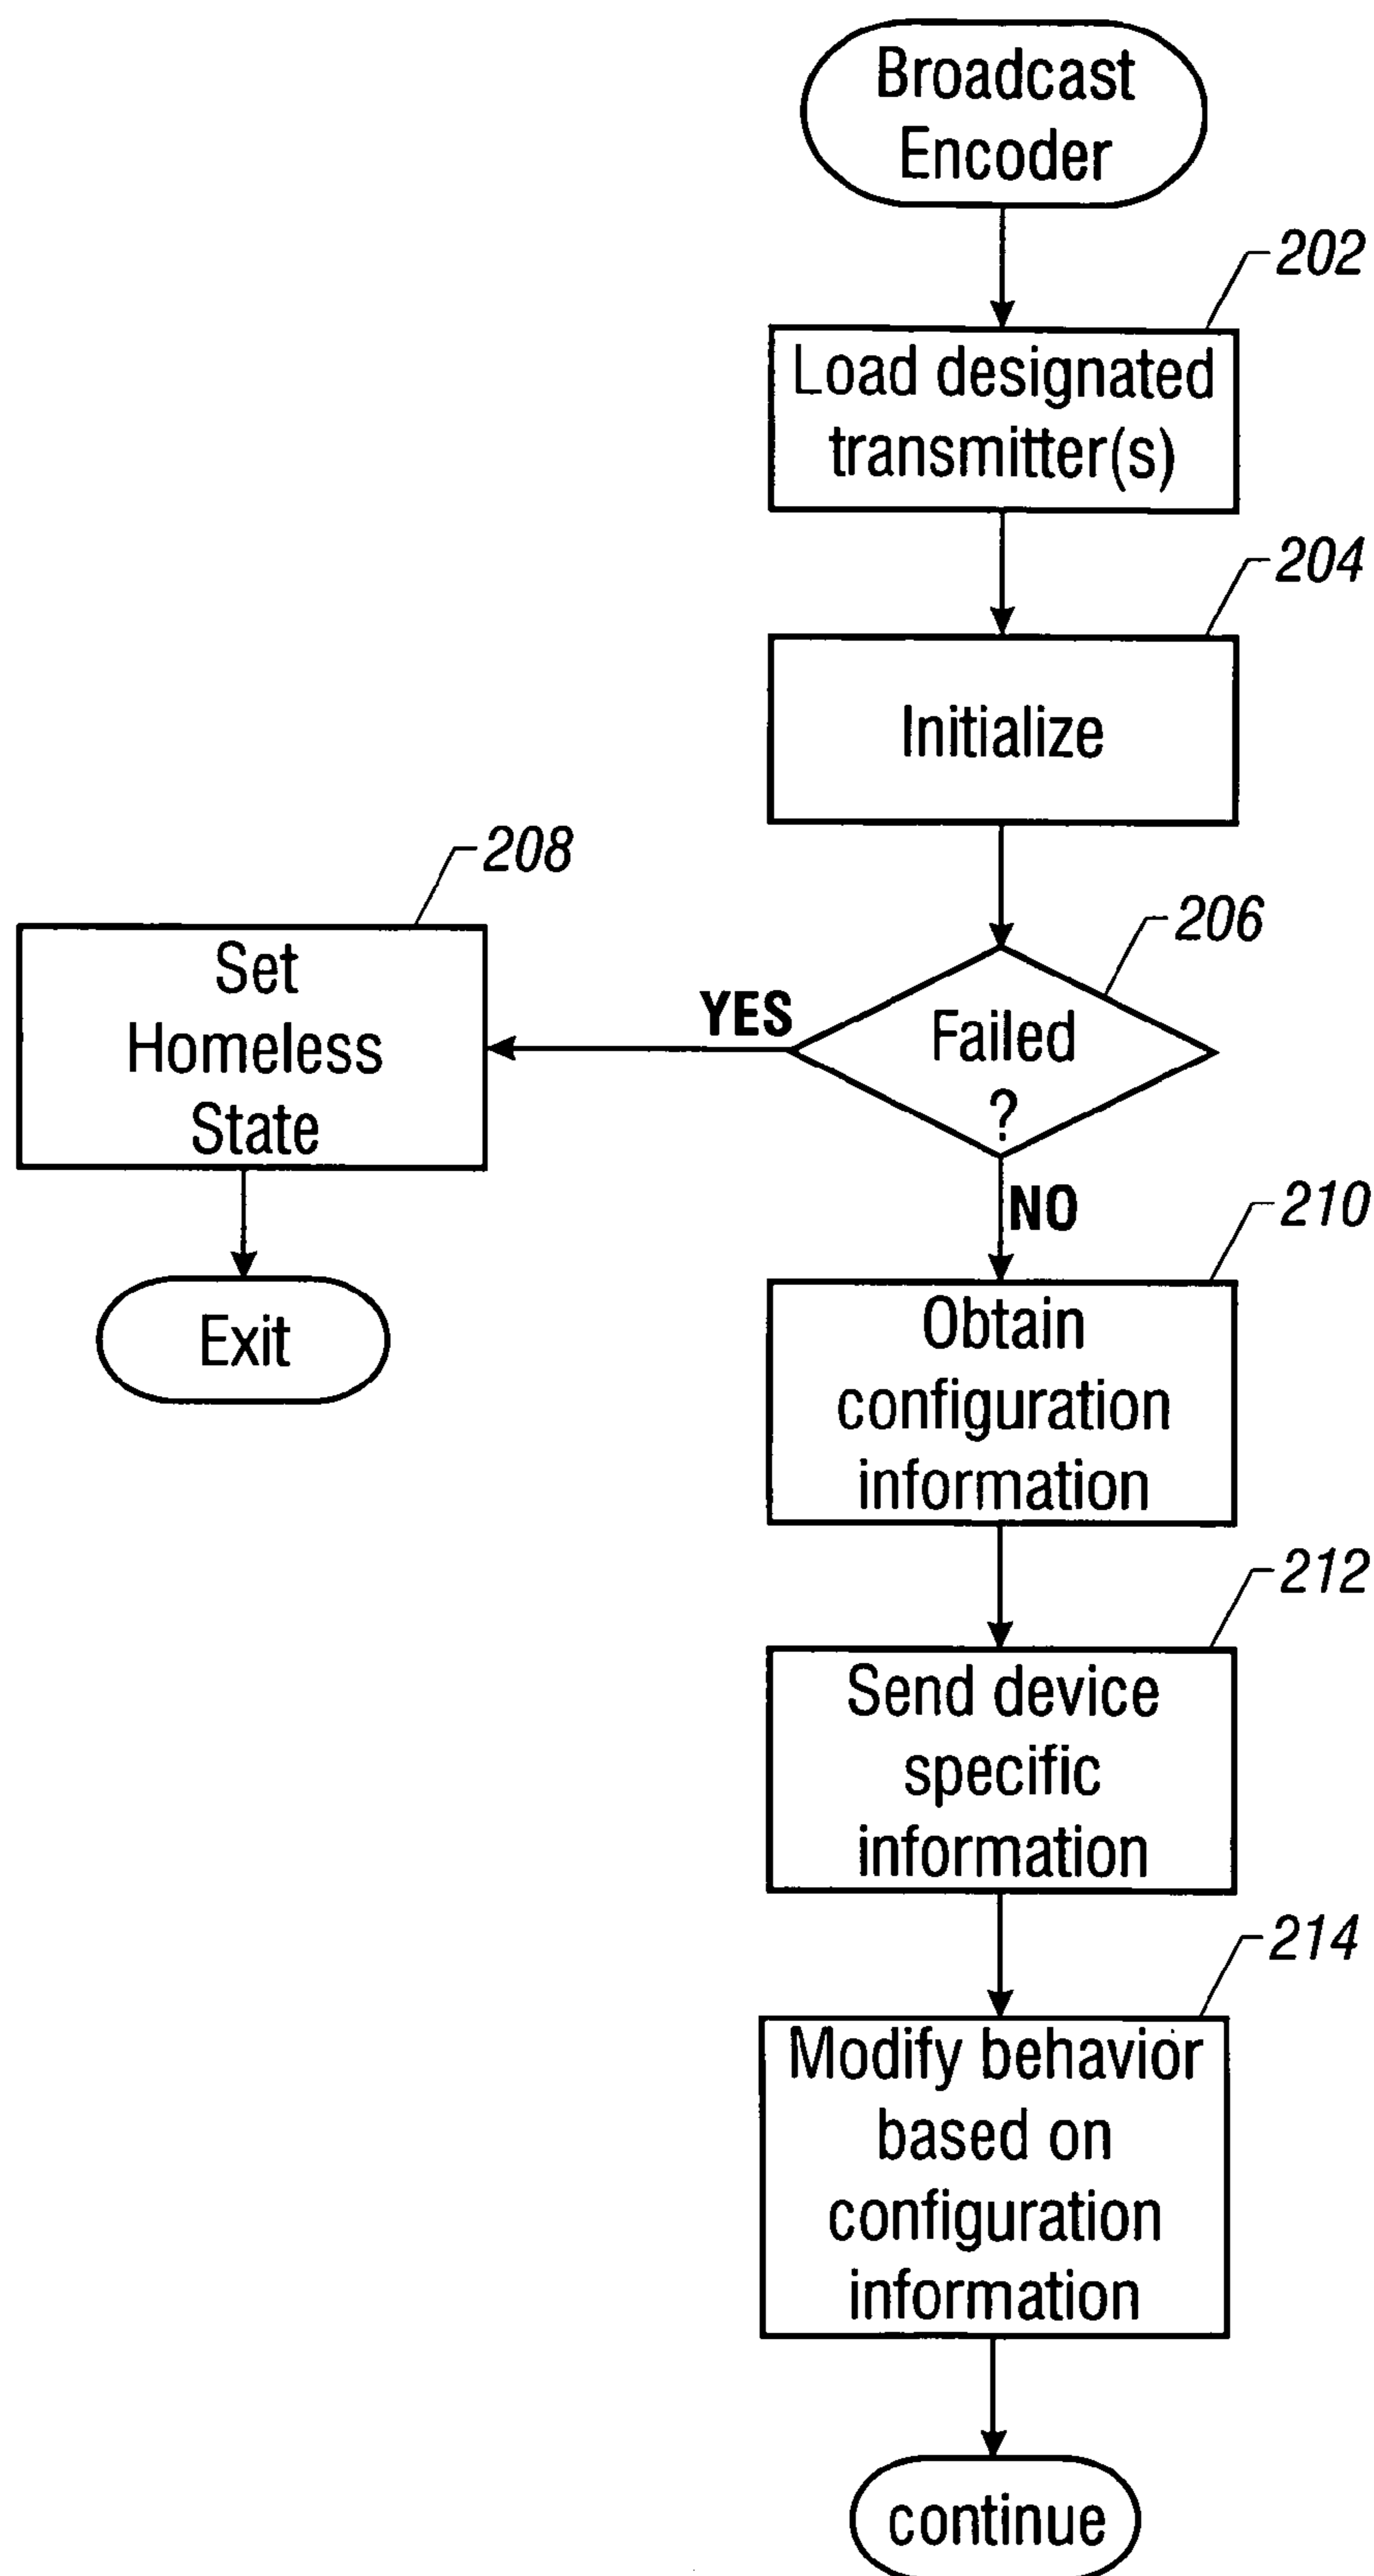 Broadcast
Encoder
202
Load designated
transmitter(s)
204
Initialize
208
Set
Homeless
State
206
YES
Failed
?
NO
Exit
210
Obtain
configuration
information
212
Send device
specific
information
214
Modify behavior
based on
configuration
information
continue